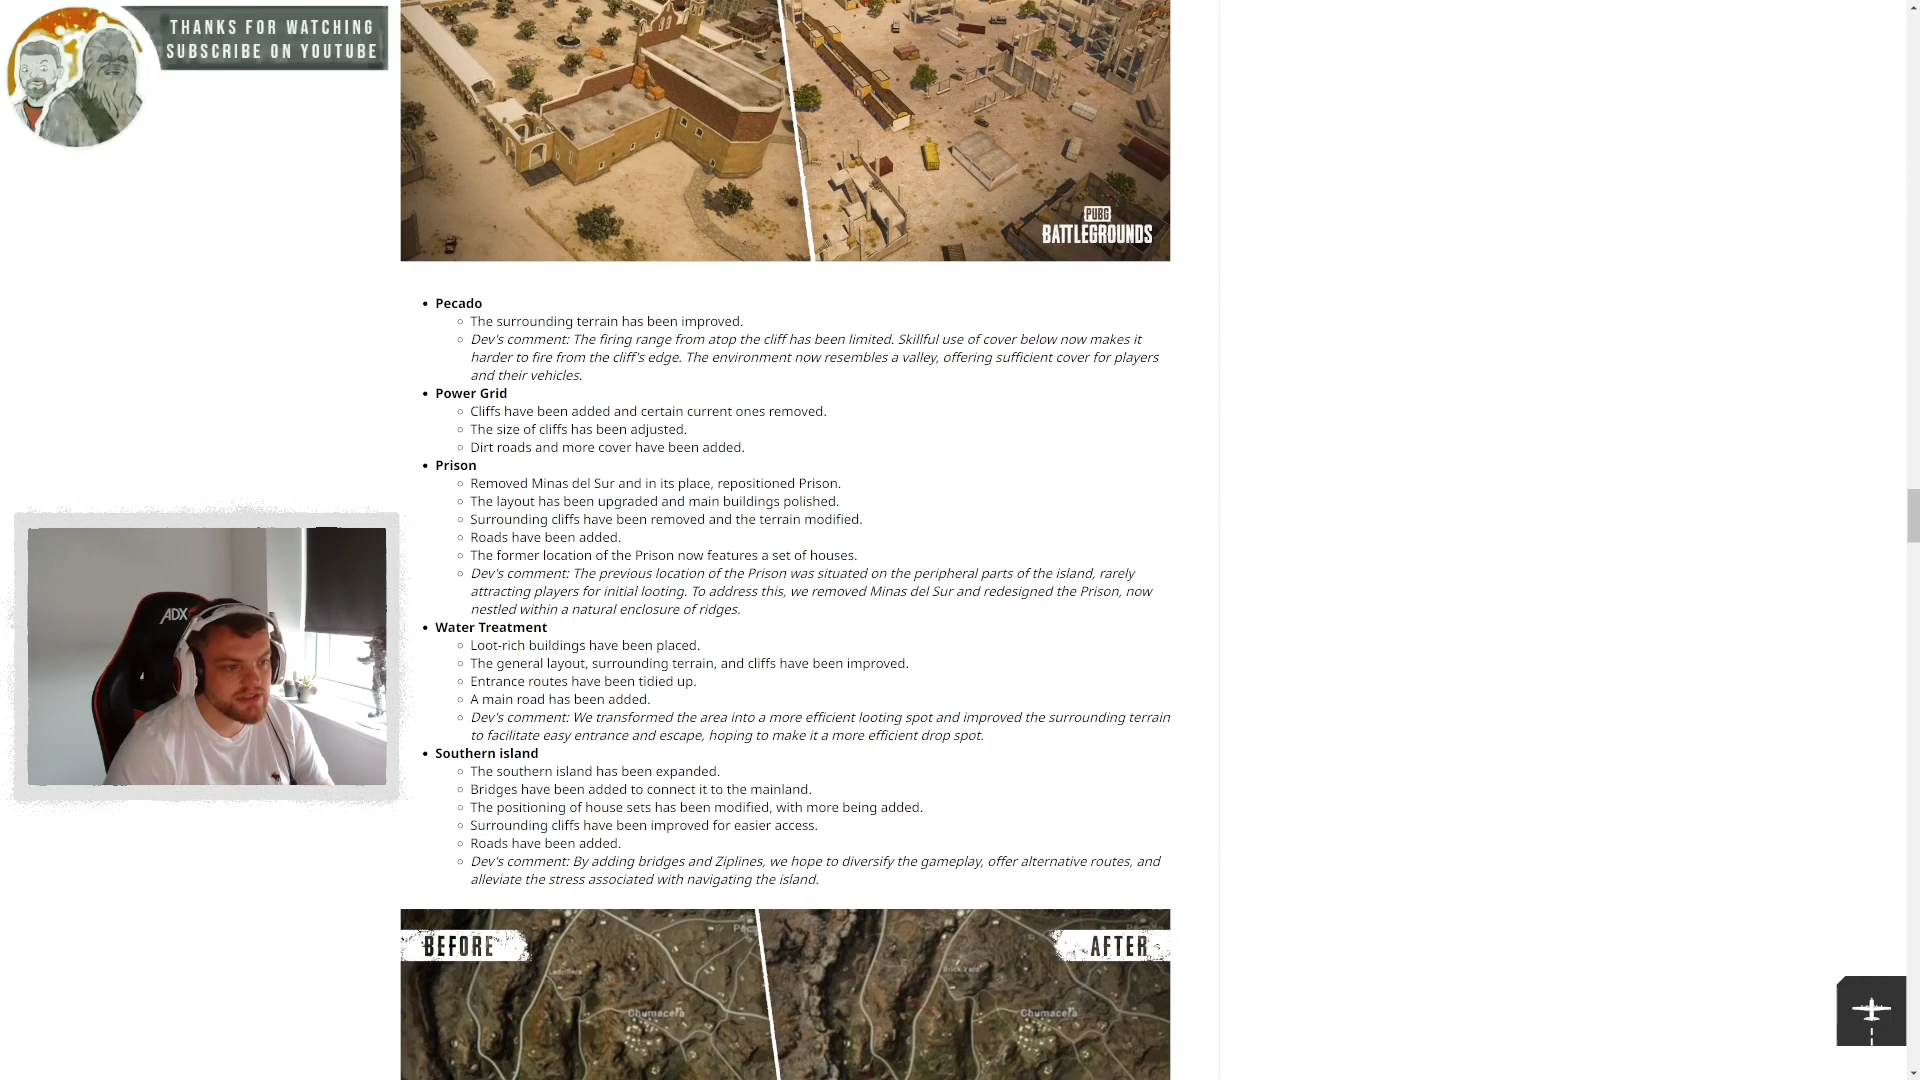 THANKS FOR WATCHING
SUBSCRIBE ON YOUTUBE
PUBG
BATTLEGROUNDS
• Pecado
○ The surrounding terrain has been improved.
○ Dev's comment: The firing range from atop the cliff has been limited. Skillful use of cover below now makes it
harder to fire from the cliff's edge. The environment now resembles a valley, offering sufficient cover for players
and their vehicles.
• Power Grid
○ Cliffs have been added and certain current ones removed.
○ The size of cliffs has been adjusted.
○ Dirt roads and more cover have been added.
• Prison
○ Removed Minas del Sur and in its place, repositioned Prison.
○ The layout has been upgraded and main buildings polished.
○ Surrounding cliffs have been removed and the terrain modified.
○ Roads have been added.
○ The former location of the Prison now features a set of houses.
○ Dev's comment: The previous location of the Prison was situated on the peripheral parts of the island, rarely
attracting players for initial looting. To address this, we removed Minas del Sur and redesigned the Prison, now
nestled within a natural enclosure of ridges.
• Water Treatment
○ Loot-rich buildings have been placed.
○ The general layout, surrounding terrain, and cliffs have been improved.
○ Entrance routes have been tidied up.
○ A main road has been added.
○ Dev's comment: We transformed the area into a more efficient looting spot and improved the surrounding terrain
to facilitate easy entrance and escape, hoping to make it a more efficient drop spot.
• Southern island
○ The southern island has been expanded.
○ Bridges have been added to connect it to the mainland.
○ The positioning of house sets has been modified, with more being added.
○ Surrounding cliffs have been improved for easier access.
○ Roads have been added.
○ Dev's comment: By adding bridges and Ziplines, we hope to diversify the gameplay, offer alternative routes, and
alleviate the stress associated with navigating the island.
BEFORE
AFTER
Ladrillera
Brick Yard
Chumacera
Chumacera
ADX